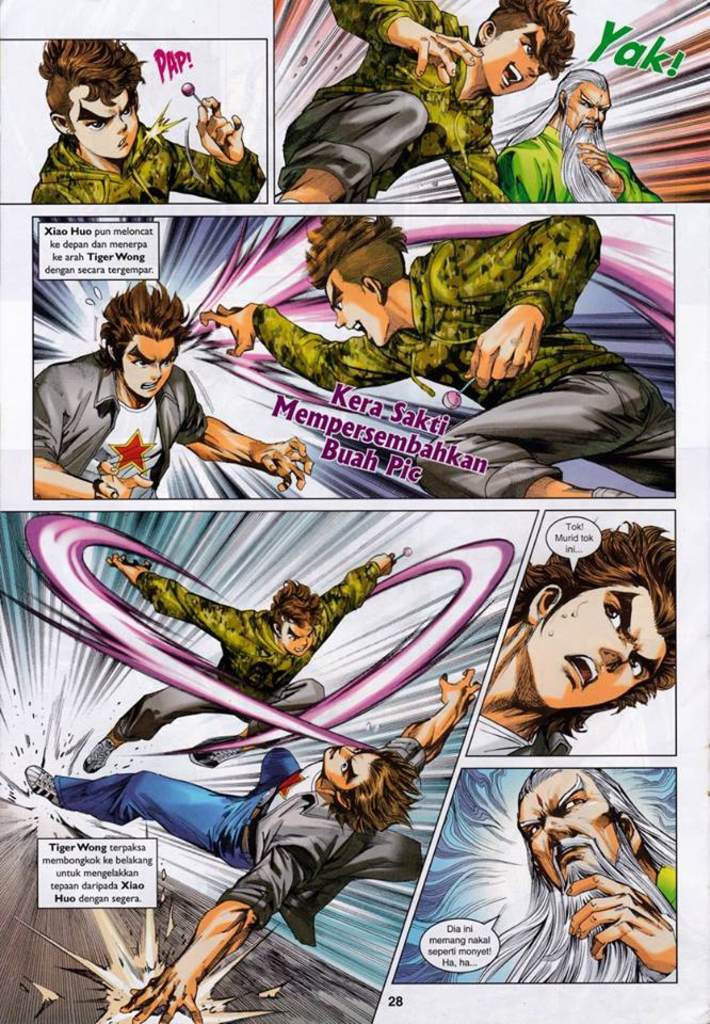 PAP!
Yak!
Xiao Huo pun meloncat
ke depan dan menerpa
ke arah Tiger Wong
dengan secara tergempar.
Kera Sakti
Mempersembahkan
Buah Pic
Tok!
Murid tok
ini...
Tiger Wong terpaksa
membongkok ke belakang
untuk mengelakkan
tepaan daripada Xiao
Huo dengan segera.
Dia ini
memang nakal
seperti monyet!
Ha, ha...
28